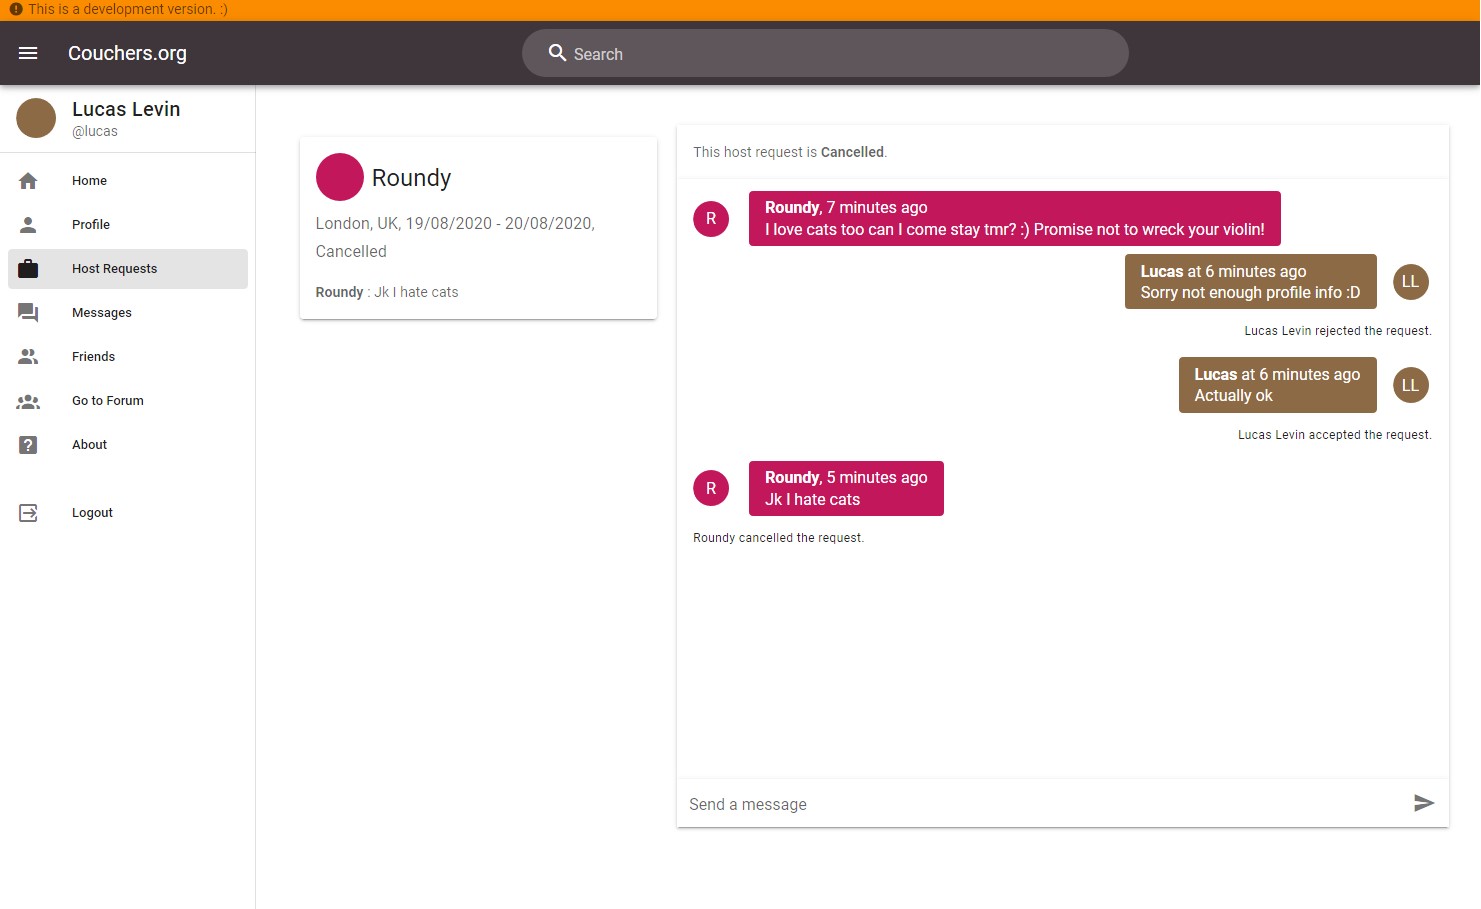 This is a development version. :)
Couchers.org
Search
Lucas Levin
@lucas
Home
Profile
Host Requests
Messages
Friends
Go to Forum
About
Logout
Roundy
London, UK, 19/08/2020 - 20/08/2020,
Cancelled
Roundy : Jk I hate cats
This host request is Cancelled.
R
Roundy, 7 minutes ago
I love cats too can I come stay tmr? :) Promise not to wreck your violin!
Lucas at 6 minutes ago
Sorry not enough profile info :D
LL
Lucas Levin rejected the request.
Lucas at 6 minutes ago
Actually ok
LL
Lucas Levin accepted the request.
R
Roundy, 5 minutes ago
Jk I hate cats
Roundy cancelled the request.
Send a message